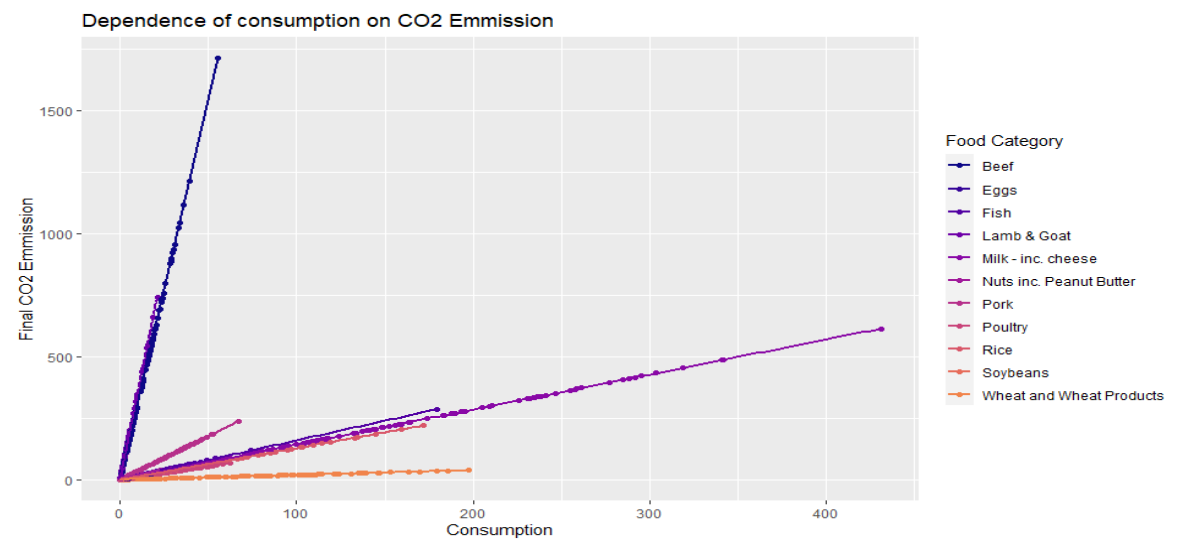 Dependence of consumption on CO2 Emmission
Final CO2 Emmission
1500
1000
500
0
0 100 200 300 400
Consumption
Food Category
Beef
Eggs
Fish
Lamb & Goat
Milk - inc. cheese
Nuts inc. Peanut Butter
Pork
Poultry
Rice
Soybeans
Wheat and Wheat Products